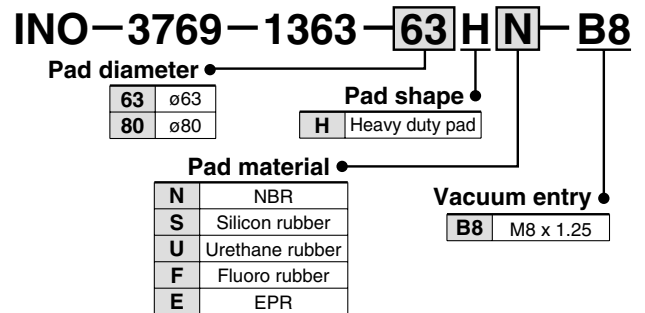 INO－3769－1363－63 H N－B8
Pad diameter
63 ø63
80 ø80
Pad shape
H Heavy duty pad
Pad material
N NBR
S Silicon rubber
U Urethane rubber
F Fluoro rubber
E EPR
Vacuum entry
B8 M8 x 1.25